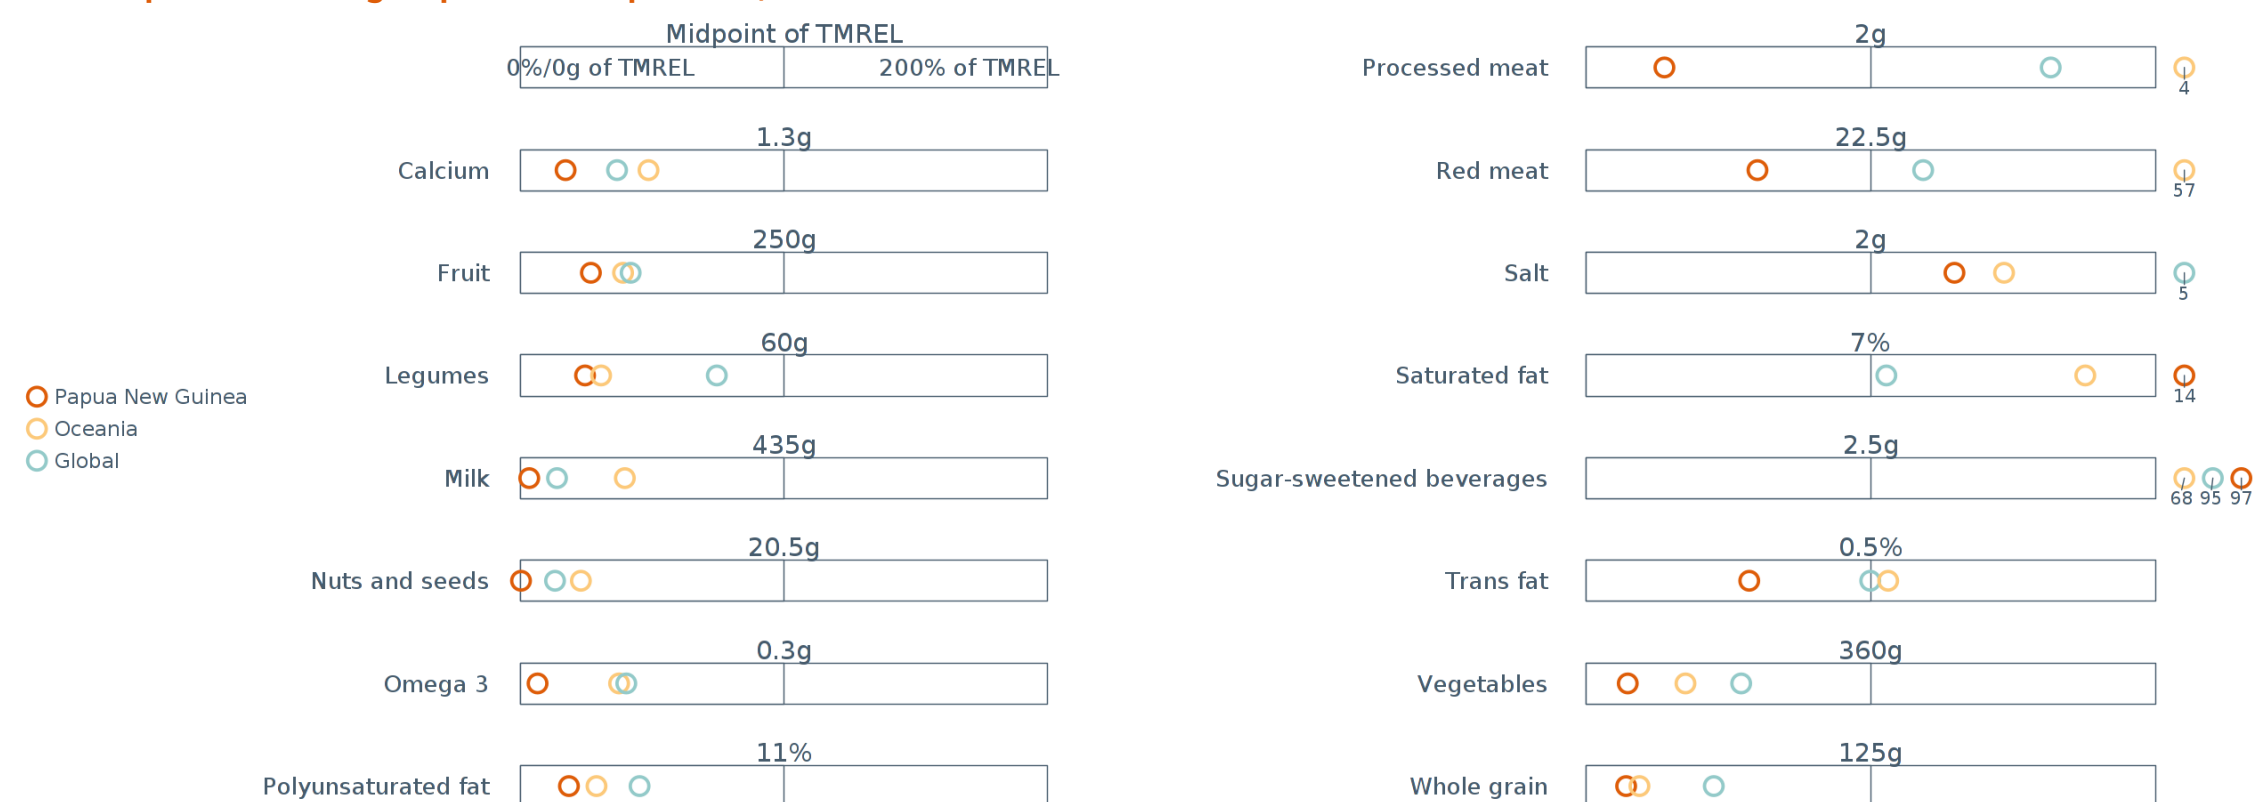 Midpoint of TMREL
0%/0g of TMREL
200% of TMREL
1.3g
Calcium
250g
Fruit
60g
Legumes
Papua New Guinea
Oceania
Global
435g
Milk
20.5g
Nuts and seeds
0.3g
Omega 3
11%
Polyunsaturated fat
2g
Processed meat
4
22.5g
Red meat
57
2g
Salt
5
7%
Saturated fat
14
2.5g
Sugar-sweetened beverages
68 95 97
0.5%
Trans fat
360g
Vegetables
125g
Whole grain